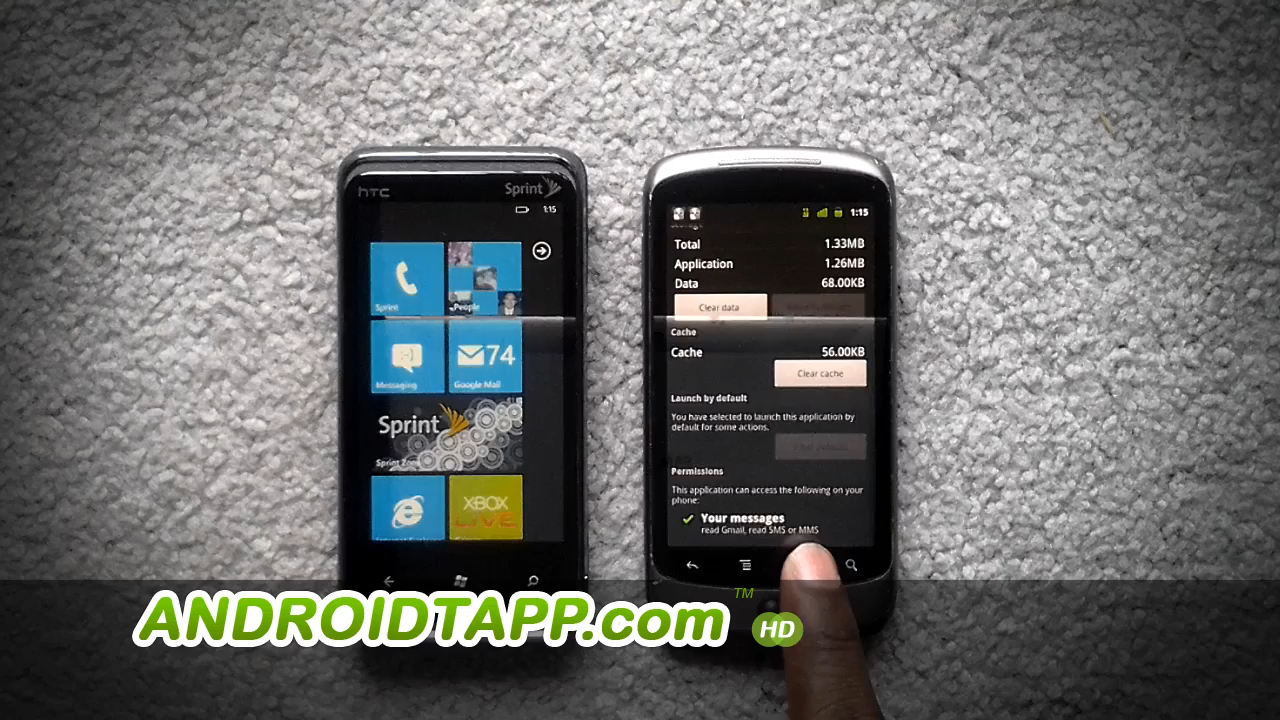 hTC
Sprint
1:15
Sprint
People
Messaging
74
Google Mail
Sprint
Sprint Zone
XBOX
LIVE
1:15
Total 1.33MB
Application 1.26MB
Data 68.00KB
Clear data
Cache
Cache 56.00KB
Clear cache
Launch by default
You have selected to launch this application by
default for some actions.
Permissions
This application can access the following on your
phone:
Your messages
read Gmail, read SMS or MMS
ANDROIDTAPP.com
TM
HD